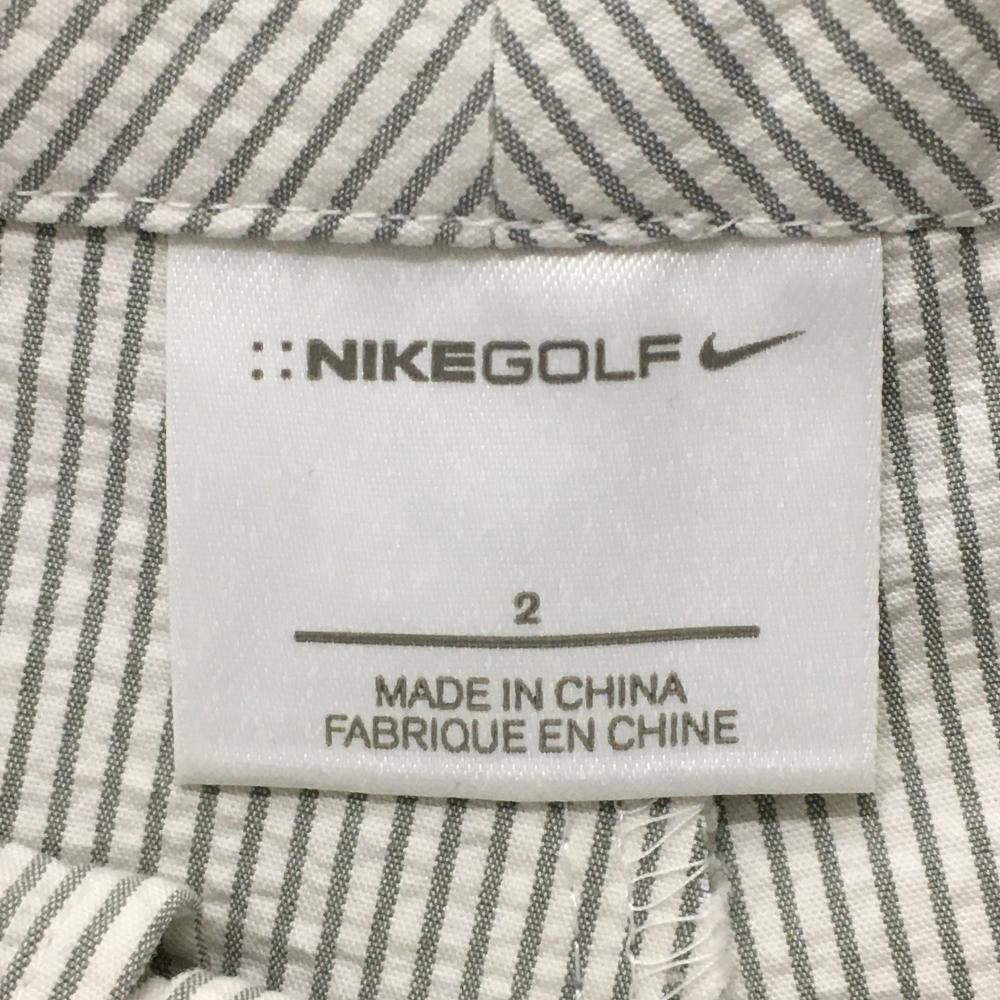 ::NIKEGOLF
2
MADE IN CHINA
FABRIQUE EN CHINE